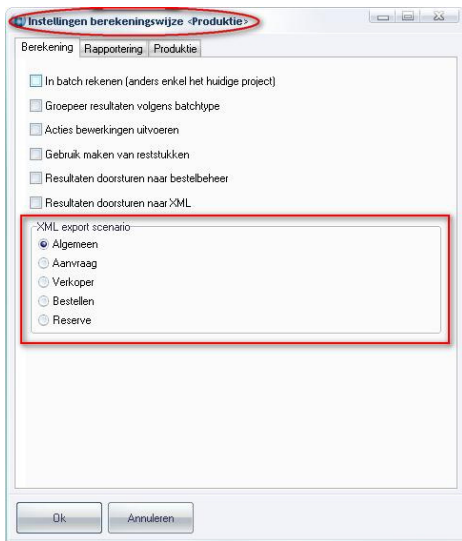 Instellingen berekeningswijze <Produktie>
Berekening Rapportering Produktie
In batch rekenen (anders enkel het huidige project)
Groepeer resultaten volgens batchtype
Acties bewerkingen uitvoeren
Gebruik maken van reststukken
Resultaten doorsturen naar bestelbeheer
Resultaten doorsturen naar XML
XML export scenario
Algemeen
Aanvraag
Verkoper
Bestellen
Reserve
Ok Annuleren